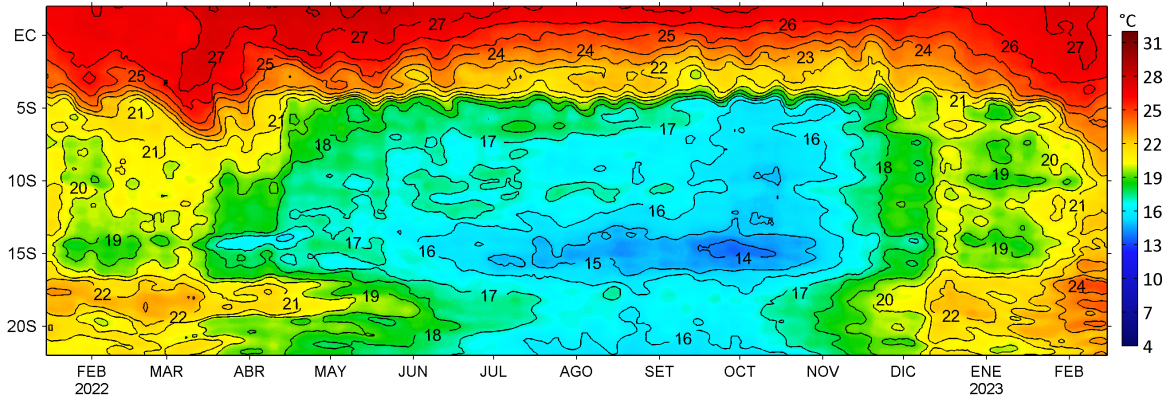 °C
EC
5S
10S
15S
20S
27 27 27 26 26 27
25 25 24 24 25 25 24
22 23
21 21 21
21 20 19 18 17 17 16 16 18 20 19 21
19 17 16 16 15 14 19
22 22 21 19 18 17 16 17 20 22 24
31
28
25
22
19
16
13
10
7
4
FEB MAR ABR MAY JUN JUL AGO SET OCT NOV DIC ENE FEB
2022 2023